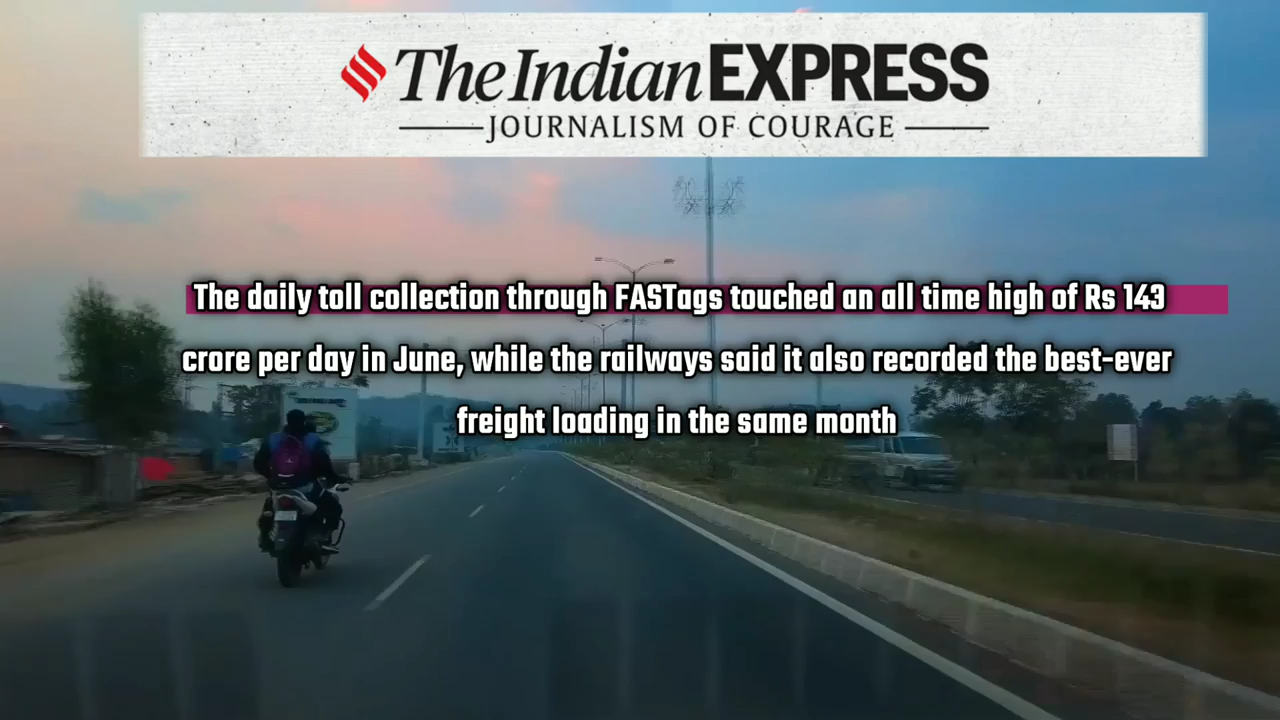 The Indian EXPRESS
JOURNALISM OF COURAGE
The daily toll collection through FASTags touched an all time high of Rs 143
crore per day in June, while the railways said it also recorded the best-ever
freight loading in the same month